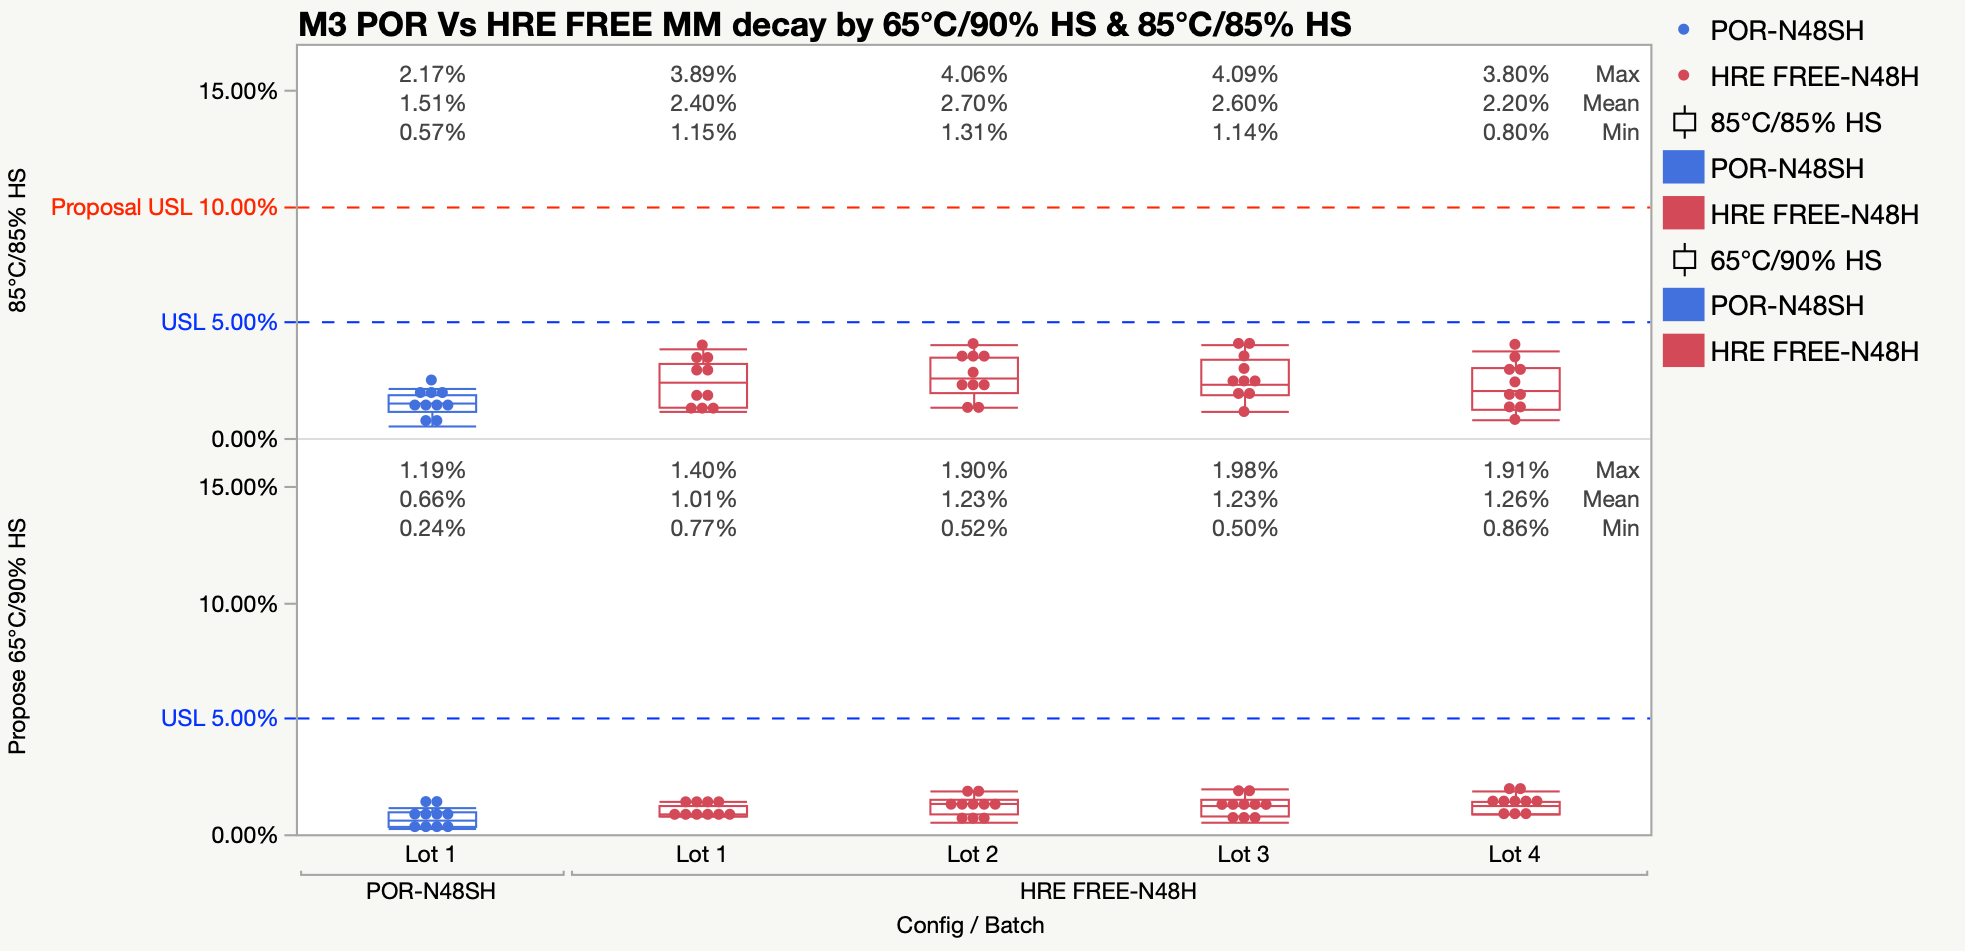 M3 POR Vs HRE FREE MM decay by 65°C/90% HS & 85°C/85% HS
POR-N48SH
HRE FREE-N48H
85°C/85% HS
POR-N48SH
HRE FREE-N48H
65°C/90% HS
POR-N48SH
HRE FREE-N48H
85°C/85% HS
2.17% 3.89% 4.06% 4.09% 3.80% Max
15.00%
1.51% 2.40% 2.70% 2.60% 2.20% Mean
0.57% 1.15% 1.31% 1.14% 0.80% Min
Proposal USL 10.00%
USL 5.00%
0.00%
Propose 65°C/90% HS
1.19% 1.40% 1.90% 1.98% 1.91% Max
15.00%
0.66% 1.01% 1.23% 1.23% 1.26% Mean
0.24% 0.77% 0.52% 0.50% 0.86% Min
10.00%
USL 5.00%
0.00%
Lot 1 Lot 1 Lot 2 Lot 3 Lot 4
POR-N48SH HRE FREE-N48H
Config / Batch